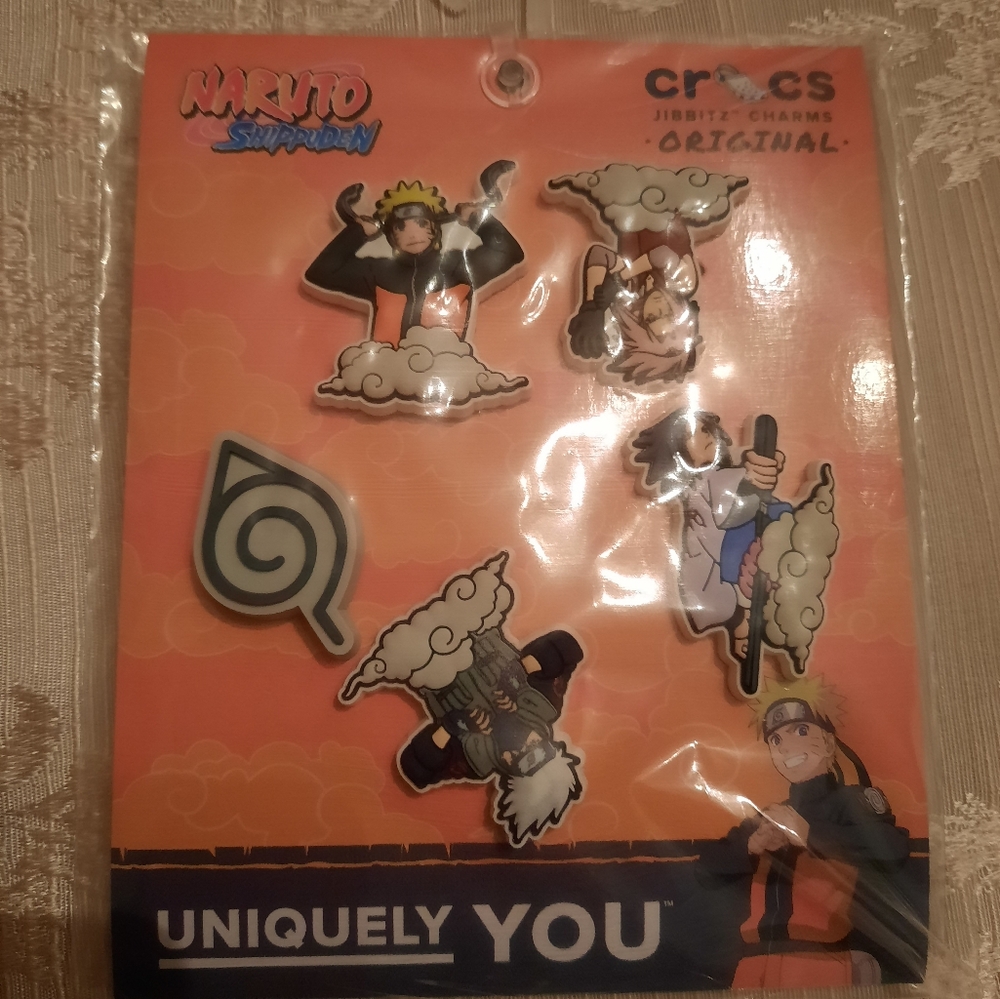 NARUTO
SHIPPUDEN
crocs
JIBBITZ™ CHARMS
·ORIGINAL·
UNIQUELY YOU™